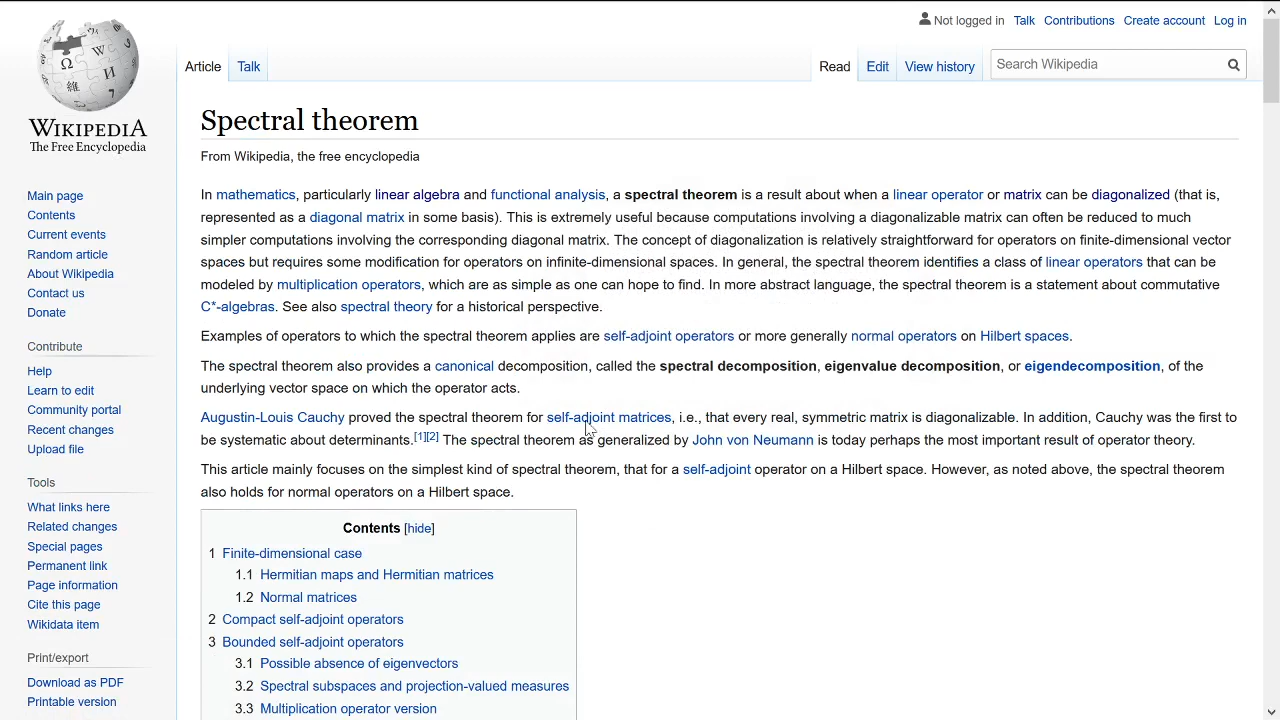 Not logged in Talk Contributions Create account Log in
Article Talk Read Edit View history Search Wikipedia
WIKIPEDIA
The Free Encyclopedia
Spectral theorem
From Wikipedia, the free encyclopedia
In mathematics, particularly linear algebra and functional analysis, a spectral theorem is a result about when a linear operator or matrix can be diagonalized (that is,
represented as a diagonal matrix in some basis). This is extremely useful because computations involving a diagonalizable matrix can often be reduced to much
simpler computations involving the corresponding diagonal matrix. The concept of diagonalization is relatively straightforward for operators on finite-dimensional vector
spaces but requires some modification for operators on infinite-dimensional spaces. In general, the spectral theorem identifies a class of linear operators that can be
modeled by multiplication operators, which are as simple as one can hope to find. In more abstract language, the spectral theorem is a statement about commutative
C*-algebras. See also spectral theory for a historical perspective.
Examples of operators to which the spectral theorem applies are self-adjoint operators or more generally normal operators on Hilbert spaces.
The spectral theorem also provides a canonical decomposition, called the spectral decomposition, eigenvalue decomposition, or eigendecomposition, of the
underlying vector space on which the operator acts.
Augustin-Louis Cauchy proved the spectral theorem for self-adjoint matrices, i.e., that every real, symmetric matrix is diagonalizable. In addition, Cauchy was the first to
be systematic about determinants.[1][2] The spectral theorem as generalized by John von Neumann is today perhaps the most important result of operator theory.
This article mainly focuses on the simplest kind of spectral theorem, that for a self-adjoint operator on a Hilbert space. However, as noted above, the spectral theorem
also holds for normal operators on a Hilbert space.
Contents [hide]
1 Finite-dimensional case
1.1 Hermitian maps and Hermitian matrices
1.2 Normal matrices
2 Compact self-adjoint operators
3 Bounded self-adjoint operators
3.1 Possible absence of eigenvectors
3.2 Spectral subspaces and projection-valued measures
3.3 Multiplication operator version
Main page
Contents
Current events
Random article
About Wikipedia
Contact us
Donate
Contribute
Help
Learn to edit
Community portal
Recent changes
Upload file
Tools
What links here
Related changes
Special pages
Permanent link
Page information
Cite this page
Wikidata item
Print/export
Download as PDF
Printable version